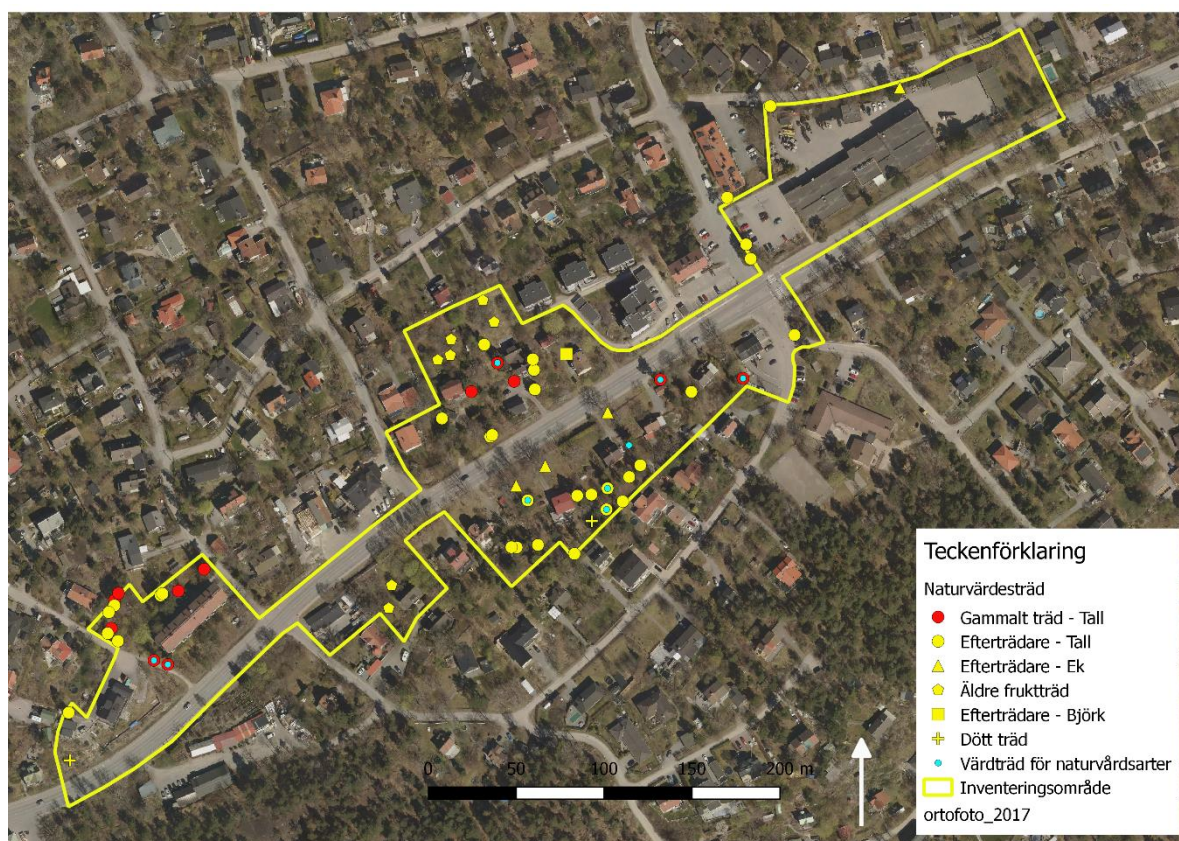 0 50 100 150 200 m
Teckenförklaring
Naturvärdesträd
Gammalt träd - Tall
Efterträdare - Tall
Efterträdare - Ek
Äldre fruktträd
Efterträdare - Björk
Dött träd
Värdträd för naturvårdsarter
Inventeringsområde
ortofoto_2017